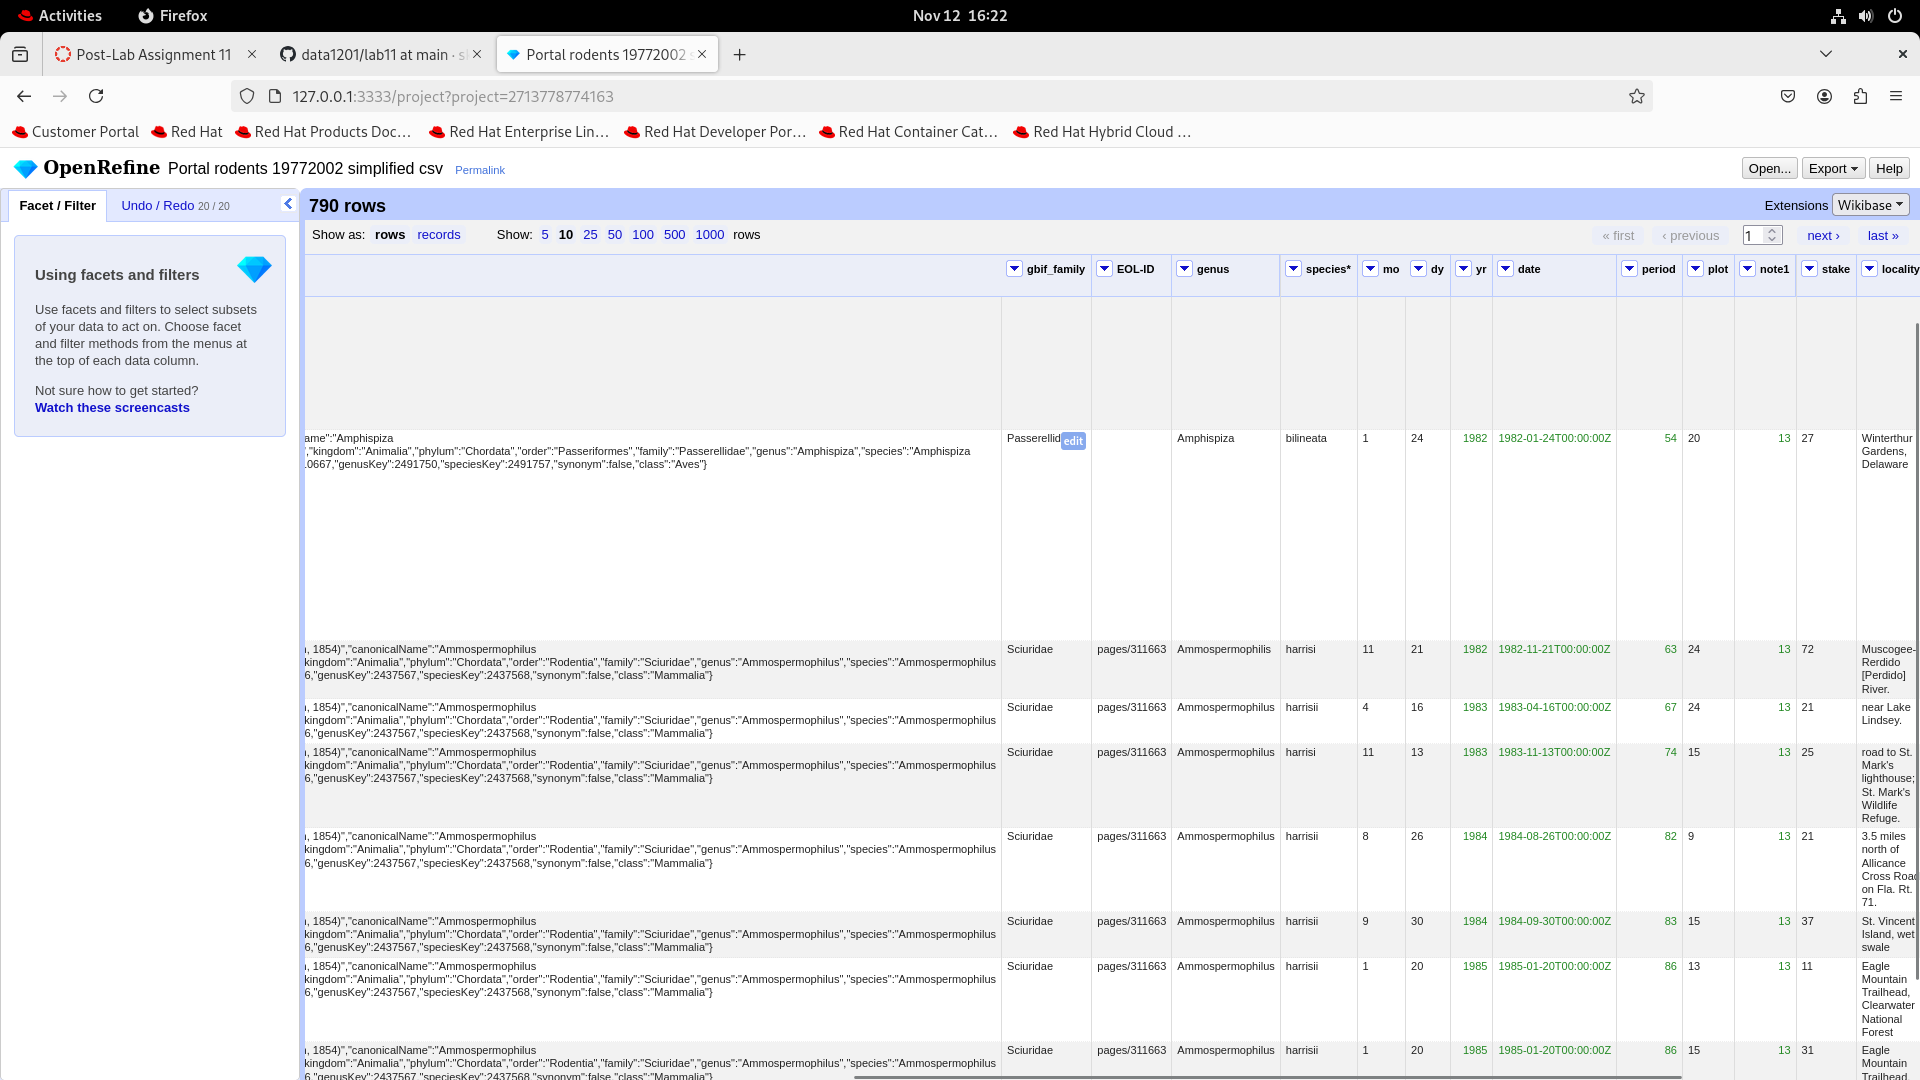 Activities Firefox Nov 12 16:22
Post-Lab Assignment 11 data1201/lab11 at main · Portal rodents 19772002
127.0.0.1:3333/project?project=2713778774163
Customer Portal Red Hat Red Hat Products Doc… Red Hat Enterprise Lin… Red Hat Developer Por… Red Hat Container Cat… Red Hat Hybrid Cloud …
OpenRefine Portal rodents 19772002 simplified csv Permalink Open... Export Help
Facet / Filter Undo / Redo 20 / 20 790 rows Extensions Wikibase
Show as: rows records Show: 5 10 25 50 100 500 1000 rows « first ‹ previous 1 next › last »
Using facets and filters
Use facets and filters to select subsets
of your data to act on. Choose facet
and filter methods from the menus at
the top of each data column.
Not sure how to get started?
Watch these screencasts
gbif_family EOL-ID genus species* mo dy yr date period plot note1 stake locality
ame":"Amphispiza Passerellid edit Amphispiza bilineata 1 24 1982 1982-01-24T00:00:00Z 54 20 13 27 Winterthur
","kingdom":"Animalia","phylum":"Chordata","order":"Passeriformes","family":"Passerellidae","genus":"Amphispiza","species":"Amphispiza Gardens,
0667,"genusKey":2491750,"speciesKey":2491757,"synonym":false,"class":"Aves"} Delaware
, 1854)","canonicalName":"Ammospermophilus Sciuridae pages/311663 Ammospermophilis harrisi 11 21 1982 1982-11-21T00:00:00Z 63 24 13 72 Muscogee-
kingdom":"Animalia","phylum":"Chordata","order":"Rodentia","family":"Sciuridae","genus":"Ammospermophilus","species":"Ammospermophilus Rerdido
6,"genusKey":2437567,"speciesKey":2437568,"synonym":false,"class":"Mammalia"} [Perdido]
River.
, 1854)","canonicalName":"Ammospermophilus Sciuridae pages/311663 Ammospermophilus harrisii 4 16 1983 1983-04-16T00:00:00Z 67 24 13 21 near Lake
kingdom":"Animalia","phylum":"Chordata","order":"Rodentia","family":"Sciuridae","genus":"Ammospermophilus","species":"Ammospermophilus Lindsey.
6,"genusKey":2437567,"speciesKey":2437568,"synonym":false,"class":"Mammalia"}
, 1854)","canonicalName":"Ammospermophilus Sciuridae pages/311663 Ammospermophilus harrisi 11 13 1983 1983-11-13T00:00:00Z 74 15 13 25 road to St.
kingdom":"Animalia","phylum":"Chordata","order":"Rodentia","family":"Sciuridae","genus":"Ammospermophilus","species":"Ammospermophilus Mark's
6,"genusKey":2437567,"speciesKey":2437568,"synonym":false,"class":"Mammalia"} lighthouse;
St. Mark's
Wildlife
Refuge.
, 1854)","canonicalName":"Ammospermophilus Sciuridae pages/311663 Ammospermophilus harrisii 8 26 1984 1984-08-26T00:00:00Z 82 9 13 21 3.5 miles
kingdom":"Animalia","phylum":"Chordata","order":"Rodentia","family":"Sciuridae","genus":"Ammospermophilus","species":"Ammospermophilus north of
6,"genusKey":2437567,"speciesKey":2437568,"synonym":false,"class":"Mammalia"} Allicance
Cross Road
on Fla. Rt.
71.
, 1854)","canonicalName":"Ammospermophilus Sciuridae pages/311663 Ammospermophilus harrisii 9 30 1984 1984-09-30T00:00:00Z 83 15 13 37 St. Vincent
kingdom":"Animalia","phylum":"Chordata","order":"Rodentia","family":"Sciuridae","genus":"Ammospermophilus","species":"Ammospermophilus Island, wet
6,"genusKey":2437567,"speciesKey":2437568,"synonym":false,"class":"Mammalia"} swale
, 1854)","canonicalName":"Ammospermophilus Sciuridae pages/311663 Ammospermophilus harrisii 1 20 1985 1985-01-20T00:00:00Z 86 13 13 11 Eagle
kingdom":"Animalia","phylum":"Chordata","order":"Rodentia","family":"Sciuridae","genus":"Ammospermophilus","species":"Ammospermophilus Mountain
6,"genusKey":2437567,"speciesKey":2437568,"synonym":false,"class":"Mammalia"} Trailhead,
Clearwater
National
Forest
, 1854)","canonicalName":"Ammospermophilus Sciuridae pages/311663 Ammospermophilus harrisii 1 20 1985 1985-01-20T00:00:00Z 86 15 13 31 Eagle
kingdom":"Animalia","phylum":"Chordata","order":"Rodentia","family":"Sciuridae","genus":"Ammospermophilus","species":"Ammospermophilus Mountain
6,"genusKey":2437567,"speciesKey":2437568,"synonym":false,"class":"Mammalia"} Trailhead,